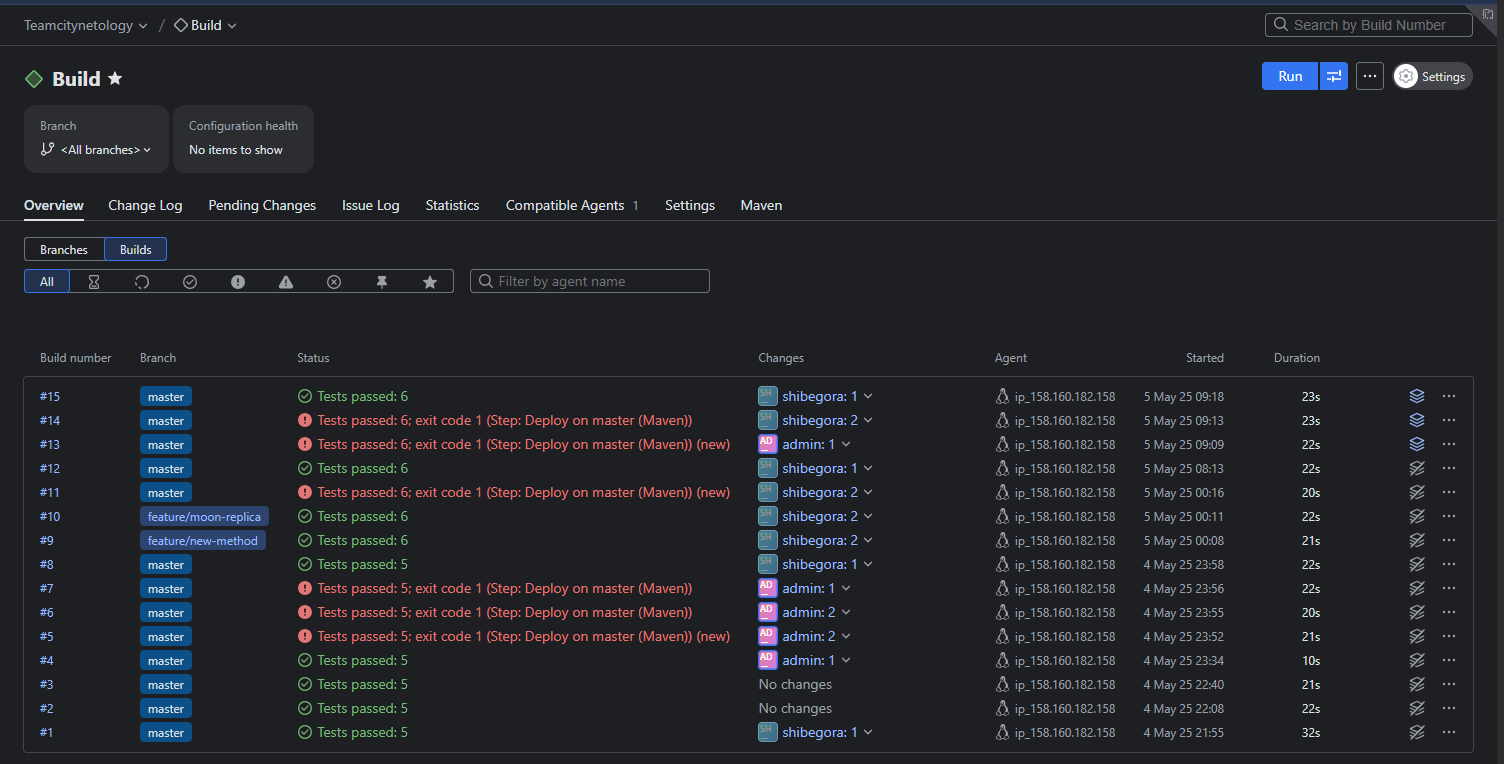 Teamcitynetology / Build
Search by Build Number
Build
Run
Settings
Branch
<All branches>
Configuration health
No items to show
Overview Change Log Pending Changes Issue Log Statistics Compatible Agents 1 Settings Maven
Branches Builds
All
Filter by agent name
Build number Branch Status Changes Agent Started Duration
#15 master Tests passed: 6 SH shibegora: 1 ip_158.160.182.158 5 May 25 09:18 23s
#14 master Tests passed: 6; exit code 1 (Step: Deploy on master (Maven)) SH shibegora: 2 ip_158.160.182.158 5 May 25 09:13 23s
#13 master Tests passed: 6; exit code 1 (Step: Deploy on master (Maven)) (new) AD admin: 1 ip_158.160.182.158 5 May 25 09:09 22s
#12 master Tests passed: 6 SH shibegora: 1 ip_158.160.182.158 5 May 25 08:13 22s
#11 master Tests passed: 6; exit code 1 (Step: Deploy on master (Maven)) (new) SH shibegora: 2 ip_158.160.182.158 5 May 25 00:16 20s
#10 feature/moon-replica Tests passed: 6 SH shibegora: 2 ip_158.160.182.158 5 May 25 00:11 22s
#9 feature/new-method Tests passed: 6 SH shibegora: 2 ip_158.160.182.158 5 May 25 00:08 21s
#8 master Tests passed: 5 SH shibegora: 1 ip_158.160.182.158 4 May 25 23:58 22s
#7 master Tests passed: 5; exit code 1 (Step: Deploy on master (Maven)) AD admin: 1 ip_158.160.182.158 4 May 25 23:56 22s
#6 master Tests passed: 5; exit code 1 (Step: Deploy on master (Maven)) AD admin: 2 ip_158.160.182.158 4 May 25 23:55 20s
#5 master Tests passed: 5; exit code 1 (Step: Deploy on master (Maven)) (new) AD admin: 2 ip_158.160.182.158 4 May 25 23:52 21s
#4 master Tests passed: 5 AD admin: 1 ip_158.160.182.158 4 May 25 23:34 10s
#3 master Tests passed: 5 No changes ip_158.160.182.158 4 May 25 22:40 21s
#2 master Tests passed: 5 No changes ip_158.160.182.158 4 May 25 22:08 22s
#1 master Tests passed: 5 SH shibegora: 1 ip_158.160.182.158 4 May 25 21:55 32s